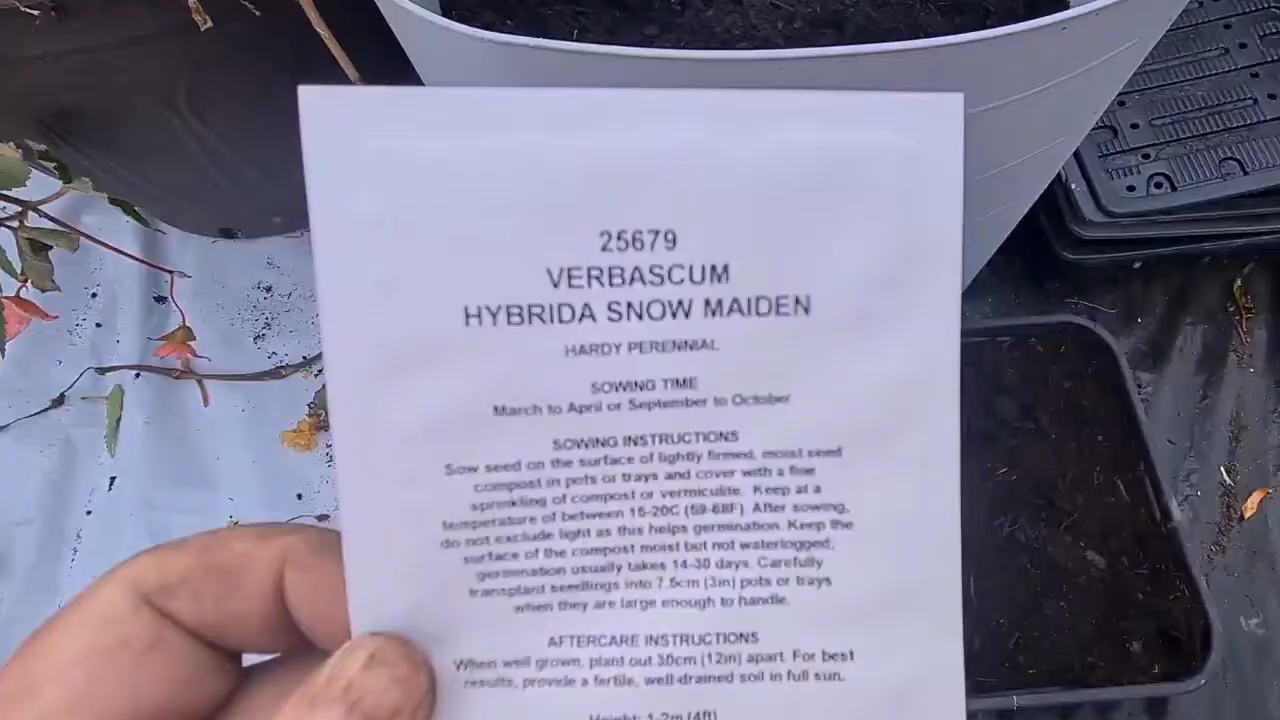 25679
VERBASCUM
HYBRIDA SNOW MAIDEN
HARDY PERENNIAL
SOWING TIME
March to April or September to October
SOWING INSTRUCTIONS
Sow seed on the surface of lightly firmed, moist seed
compost in pots or trays and cover with a fine
sprinkling of compost or vermiculite. Keep at a
temperature of between 15-20C (59-68F). After sowing,
do not exclude light as this helps germination. Keep the
surface of the compost moist but not waterlogged;
germination usually takes 14-30 days. Carefully
transplant seedlings into 7.5cm (3in) pots or trays
when they are large enough to handle.
AFTERCARE INSTRUCTIONS
When well grown, plant out 30cm (12in) apart. For best
results, provide a fertile, well-drained soil in full sun.
Height: 1-2m (4ft)